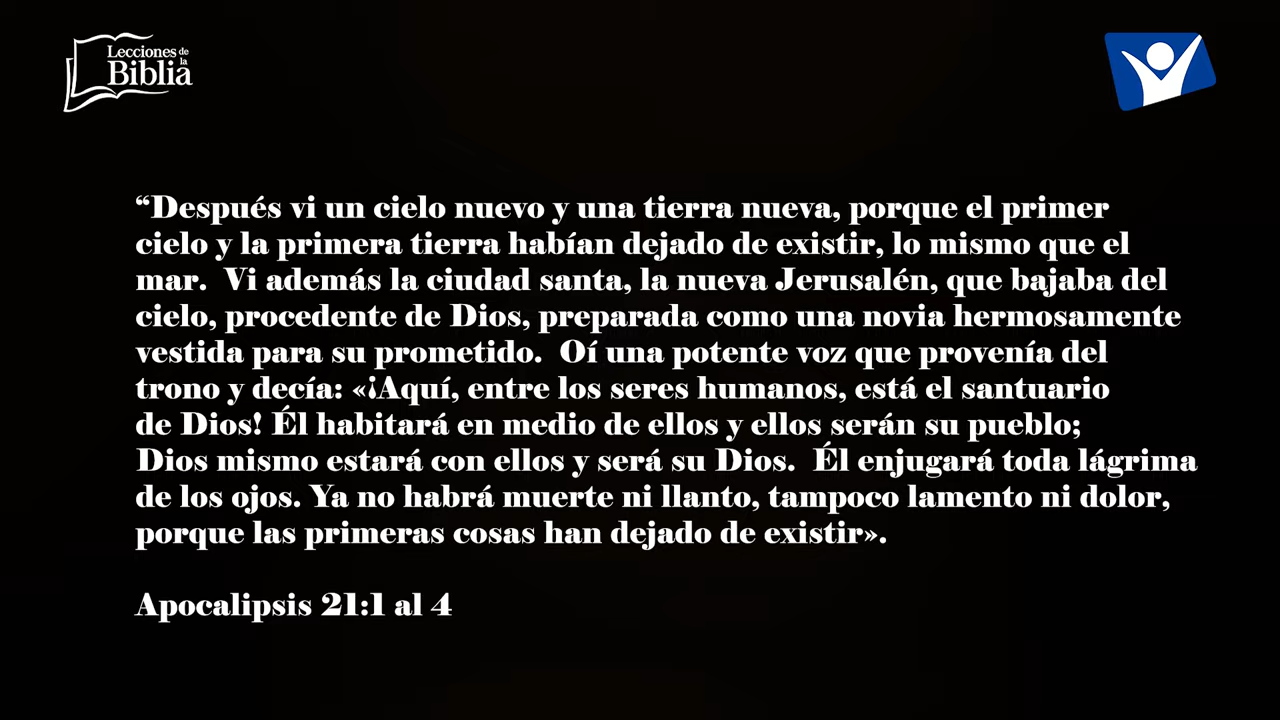 Lecciones de
la
Biblia
“Después vi un cielo nuevo y una tierra nueva, porque el primer
cielo y la primera tierra habían dejado de existir, lo mismo que el
mar.  Vi además la ciudad santa, la nueva Jerusalén, que bajaba del
cielo, procedente de Dios, preparada como una novia hermosamente
vestida para su prometido.  Oí una potente voz que provenía del
trono y decía: «¡Aquí, entre los seres humanos, está el santuario
de Dios! Él habitará en medio de ellos y ellos serán su pueblo;
Dios mismo estará con ellos y será su Dios.  Él enjugará toda lágrima
de los ojos. Ya no habrá muerte ni llanto, tampoco lamento ni dolor,
porque las primeras cosas han dejado de existir».
Apocalipsis 21:1 al 4